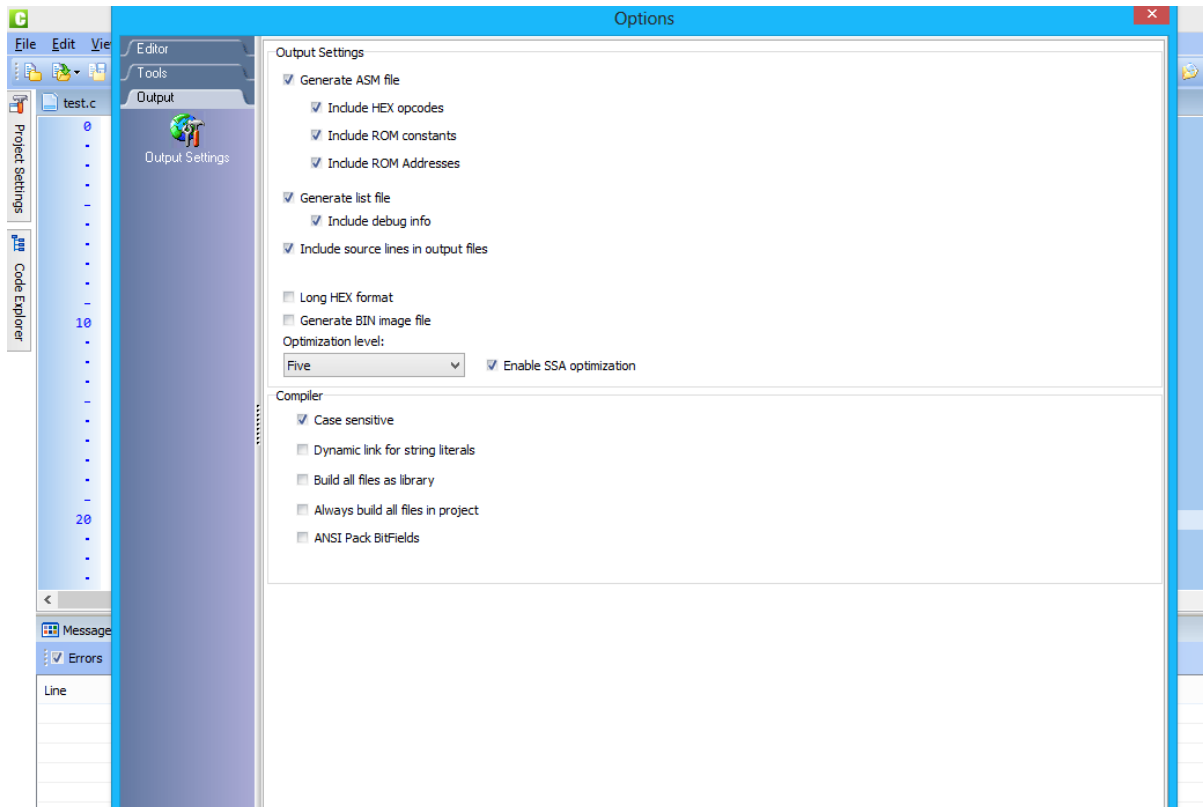 Options
File Edit Vie
test.c
Project Settings
Code Explorer
0
10
20
Message
Errors
Line
Editor
Tools
Output
Output Settings
Output Settings
Generate ASM file
Include HEX opcodes
Include ROM constants
Include ROM Addresses
Generate list file
Include debug info
Include source lines in output files
Long HEX format
Generate BIN image file
Optimization level:
Five
Enable SSA optimization
Compiler
Case sensitive
Dynamic link for string literals
Build all files as library
Always build all files in project
ANSI Pack BitFields